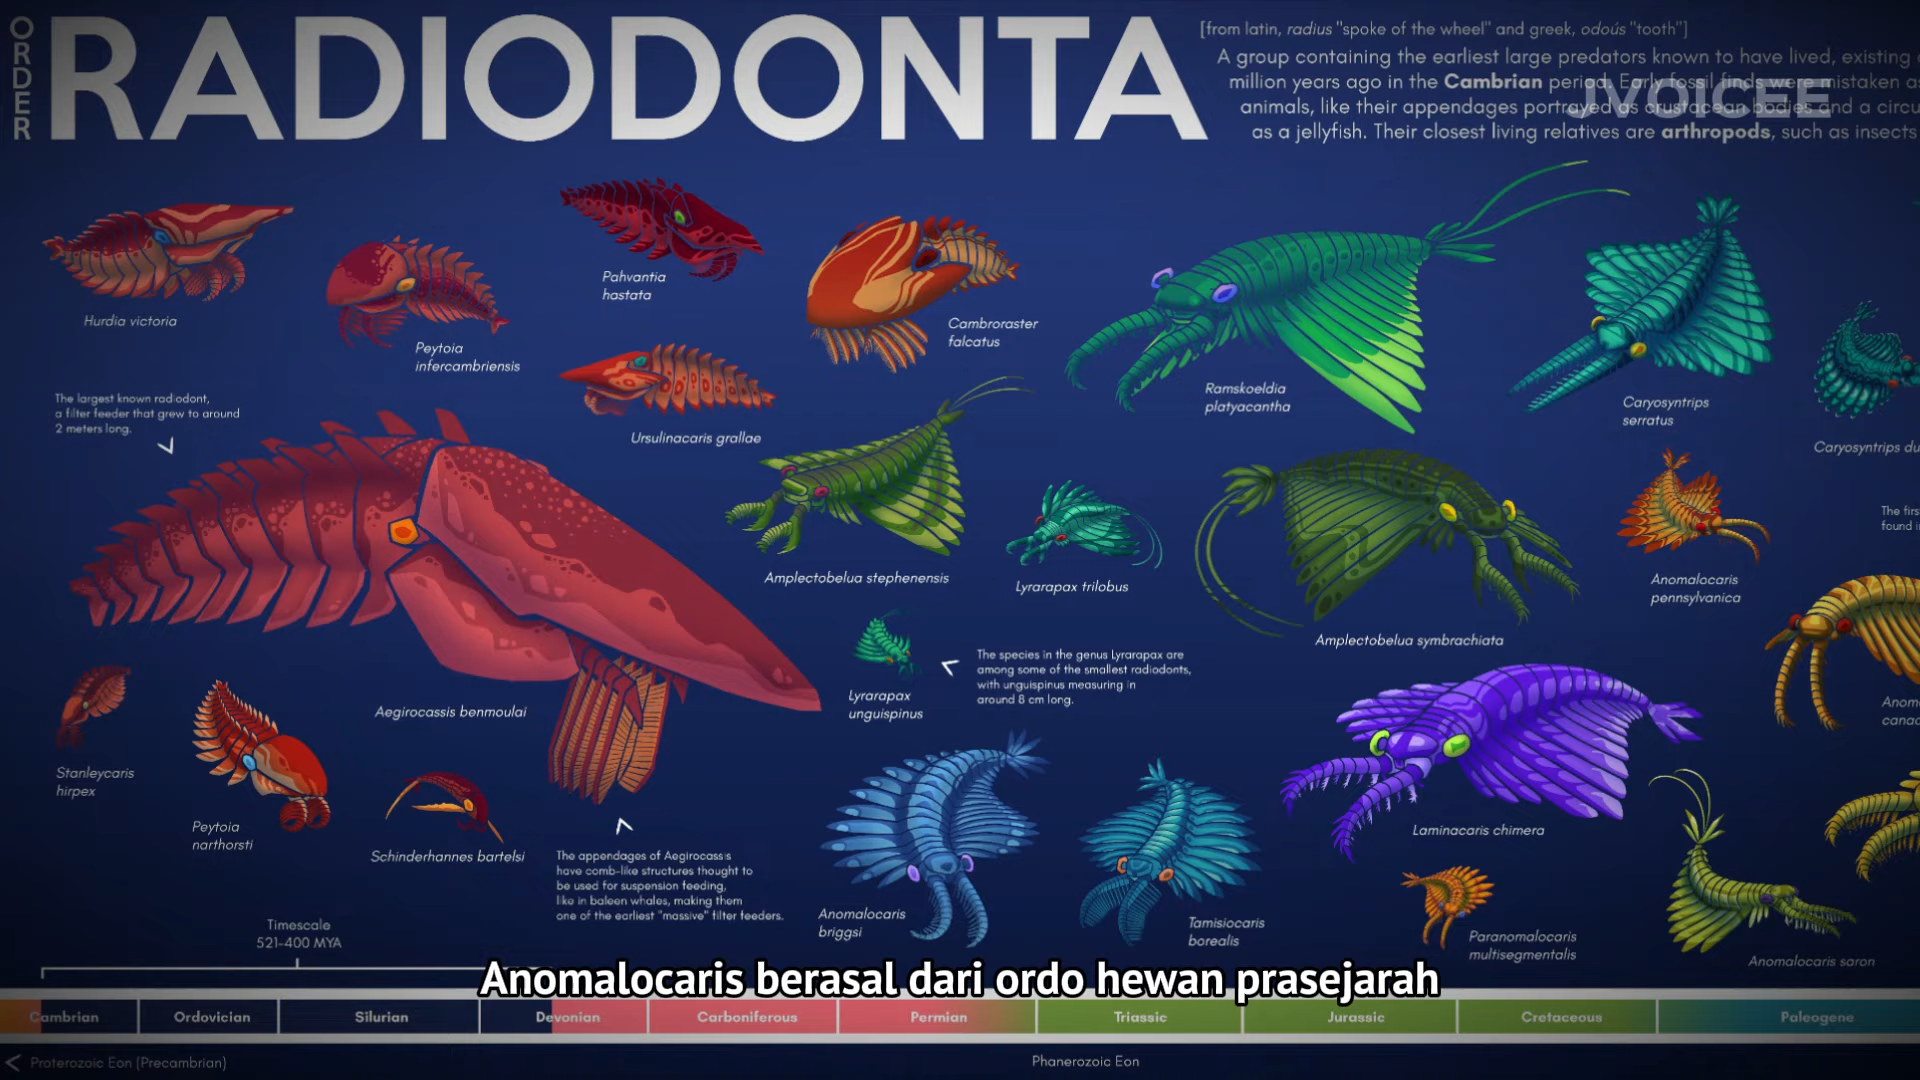 ORDER
RADIODONTA
[from latin, radius "spoke of the wheel" and greek, odoús "tooth"]
A group containing the earliest large predators known to have lived, existing
million years ago in the Cambrian period. Early fossil finds were mistaken as
animals, like their appendages portrayed as crustacean bodies and a circu
as a jellyfish. Their closest living relatives are arthropods, such as insects
JVOICEE
Hurdia victoria
Peytoia
infercambriensis
Pahvantia
hastata
Cambroraster
falcatus
Ursulinacaris grallae
Ramskoeldia
platyacantha
Caryosyntrips
serratus
Caryosyntrips du
The largest known radiodont,
a filter feeder that grew to around
2 meters long.
Amplectobelua stephenensis
Lyrarapax trilobus
Amplectobelua symbrachiata
Anomalocaris
pennsylvanica
The firs
found i
Anom
canad
Aegirocassis benmoulai
Lyrarapax
unguispinus
The species in the genus Lyrarapax are
among some of the smallest radiodonts,
with unguispinus measuring in
around 8 cm long.
Stanleycaris
hirpex
Peytoia
narthorsti
Schinderhannes bartelsi
The appendages of Aegirocassis
have comb-like structures thought to
be used for suspension feeding,
like in baleen whales, making them
one of the earliest "massive" filter feeders.
Anomalocaris
briggsi
Tamisiocaris
borealis
Laminacaris chimera
Paranomalocaris
multisegmentalis
Anomalocaris saron
Timescale
521-400 MYA
Anomalocaris berasal dari ordo hewan prasejarah
Cambrian
Ordovician
Silurian
Devonian
Carboniferous
Permian
Triassic
Jurassic
Cretaceous
Paleogene
Proterozoic Eon (Precambrian)
Phanerozoic Eon